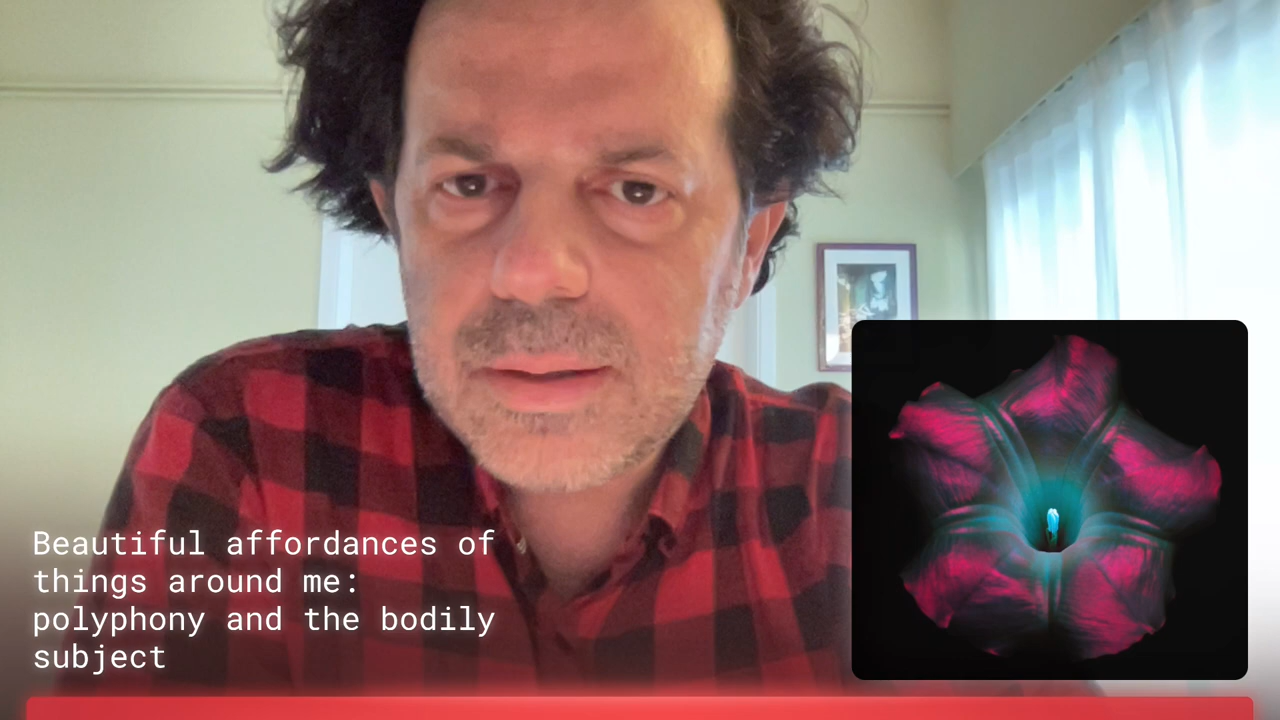 Beautiful affordances of
things around me:
polyphony and the bodily
subject